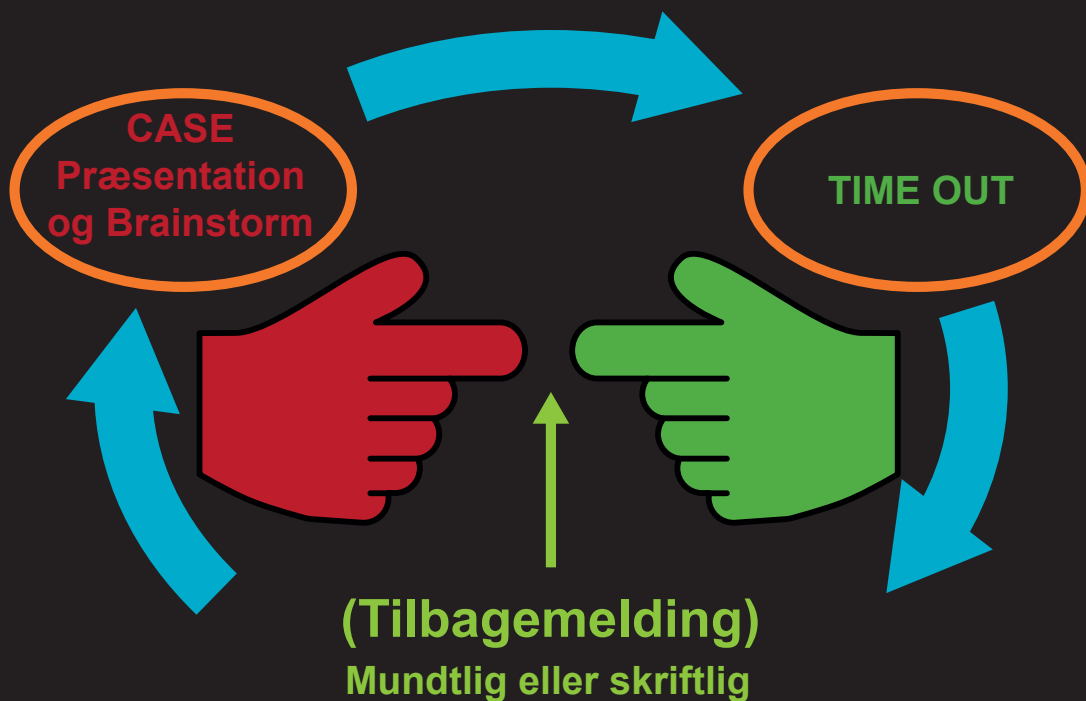 CASE
Præsentation
og Brainstorm
TIME OUT
(Tilbagemelding)
Mundtlig eller skriftlig